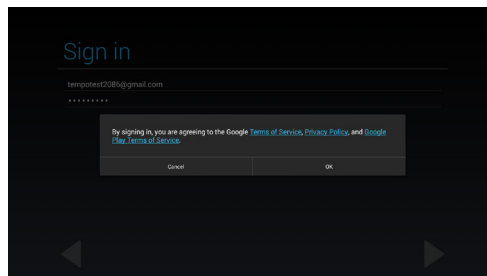 Sign in
tempotest2086@gmail.com
•••••••••
By signing in, you are agreeing to the Google Terms of Service, Privacy Policy, and Google
Play Terms of Service.
Cancel OK